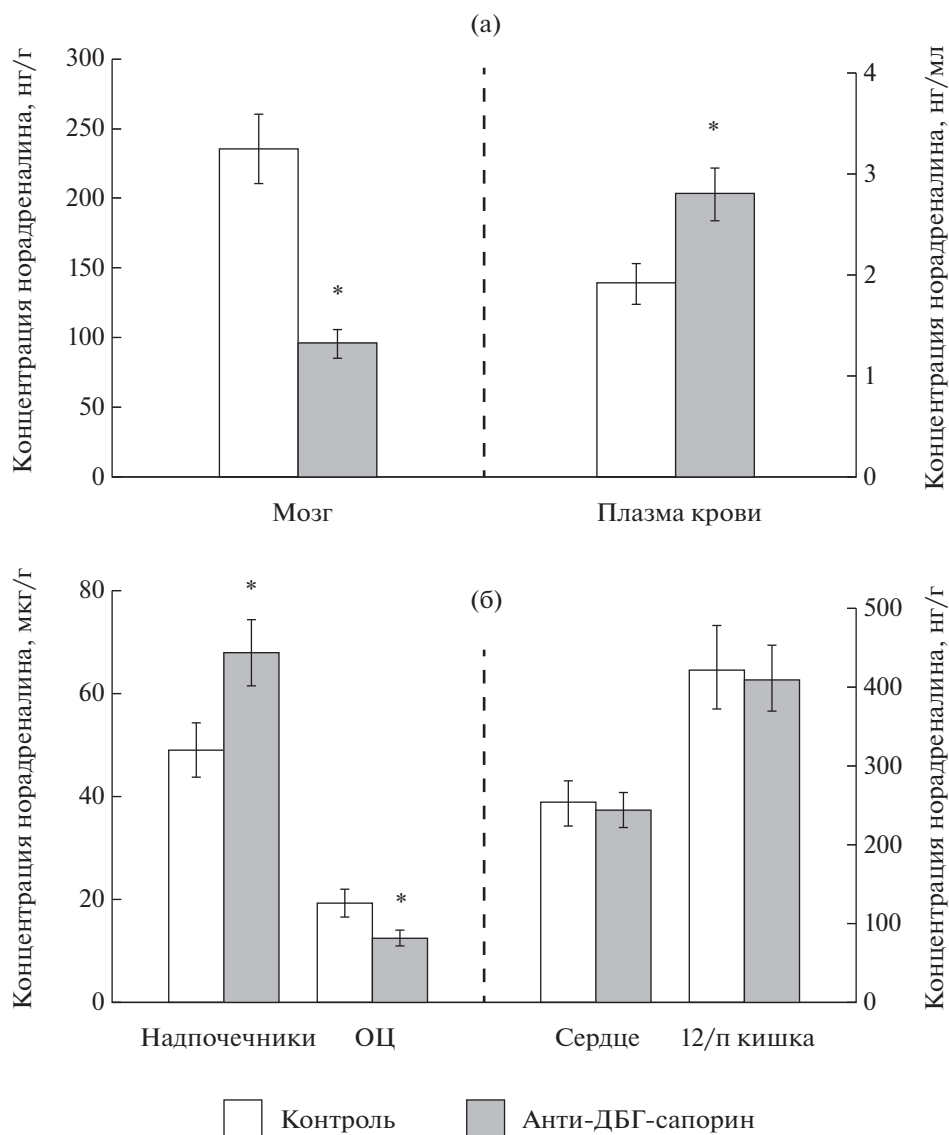 (а)
Концентрация норадреналина, нг/г
300
250
200
150
100
50
0
*
*
4
3
2
1
0
Концентрация норадреналина, нг/мл
Мозг
Плазма крови
(б)
Концентрация норадреналина, мкг/г
80
60
40
20
0
*
*
500
400
300
200
100
0
Концентрация норадреналина, нг/г
Надпочечники
ОЦ
Сердце
12/п кишка
Контроль
Анти-ДБГ-сапорин